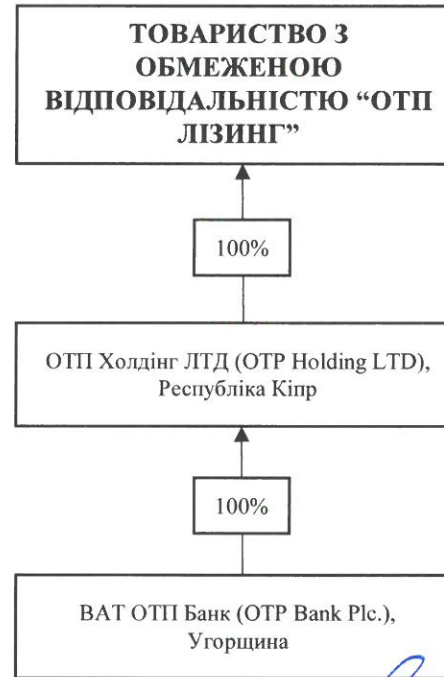 ТОВАРИСТВО З
ОБМЕЖЕНОЮ
ВІДПОВІДАЛЬНІСТЮ “ОТП
ЛІЗИНГ”
100%
ОТП Холдінг ЛТД (OTP Holding LTD),
Республіка Кіпр
100%
ВАТ ОТП Банк (OTP Bank Plc.),
Угорщина